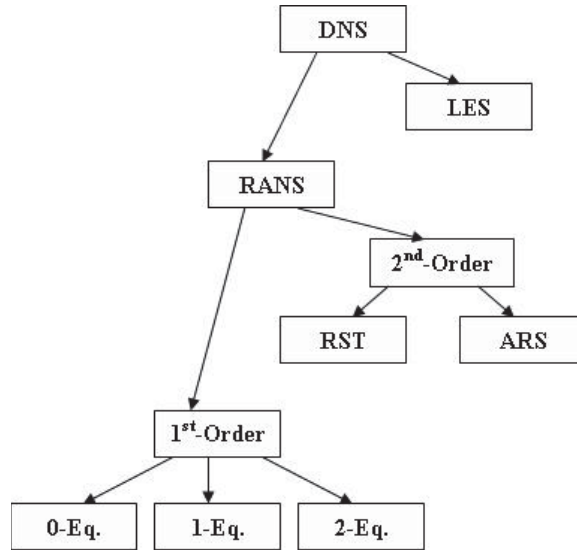 DNS
LES
RANS
2nd-Order
RST
ARS
1st-Order
0-Eq.
1-Eq.
2-Eq.